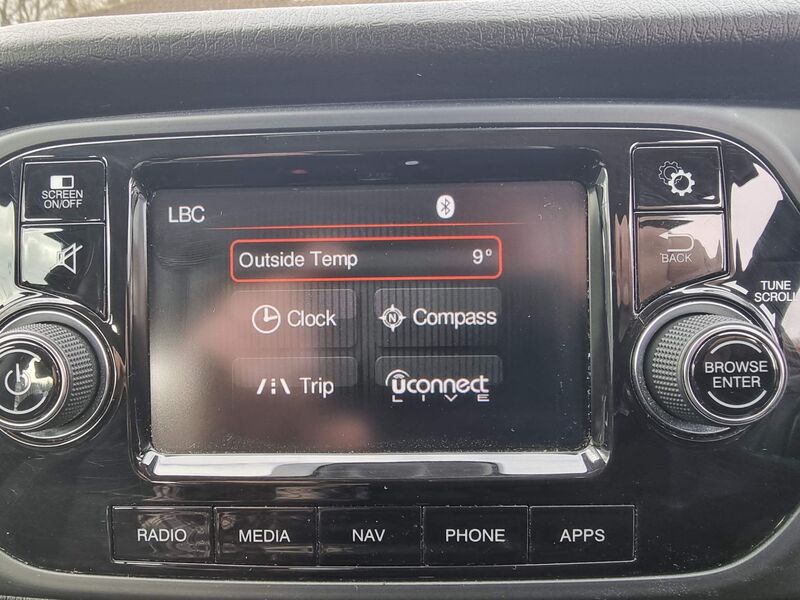 SCREEN
ON/OFF
LBC
BACK
TUNE
SCROLL
Outside Temp 9°
Clock
N Compass
Trip
uconnect
LIVE
BROWSE
ENTER
RADIO MEDIA NAV PHONE APPS